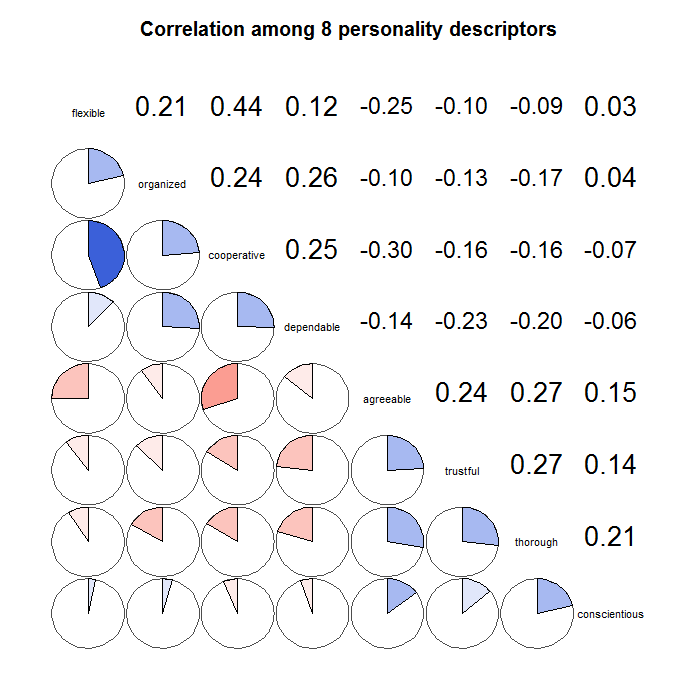 Correlation among 8 personality descriptors
flexible 0.21 0.44 0.12 -0.25 -0.10 -0.09 0.03
organized 0.24 0.26 -0.10 -0.13 -0.17 0.04
cooperative 0.25 -0.30 -0.16 -0.16 -0.07
dependable -0.14 -0.23 -0.20 -0.06
agreeable 0.24 0.27 0.15
trustful 0.27 0.14
thorough 0.21
conscientious